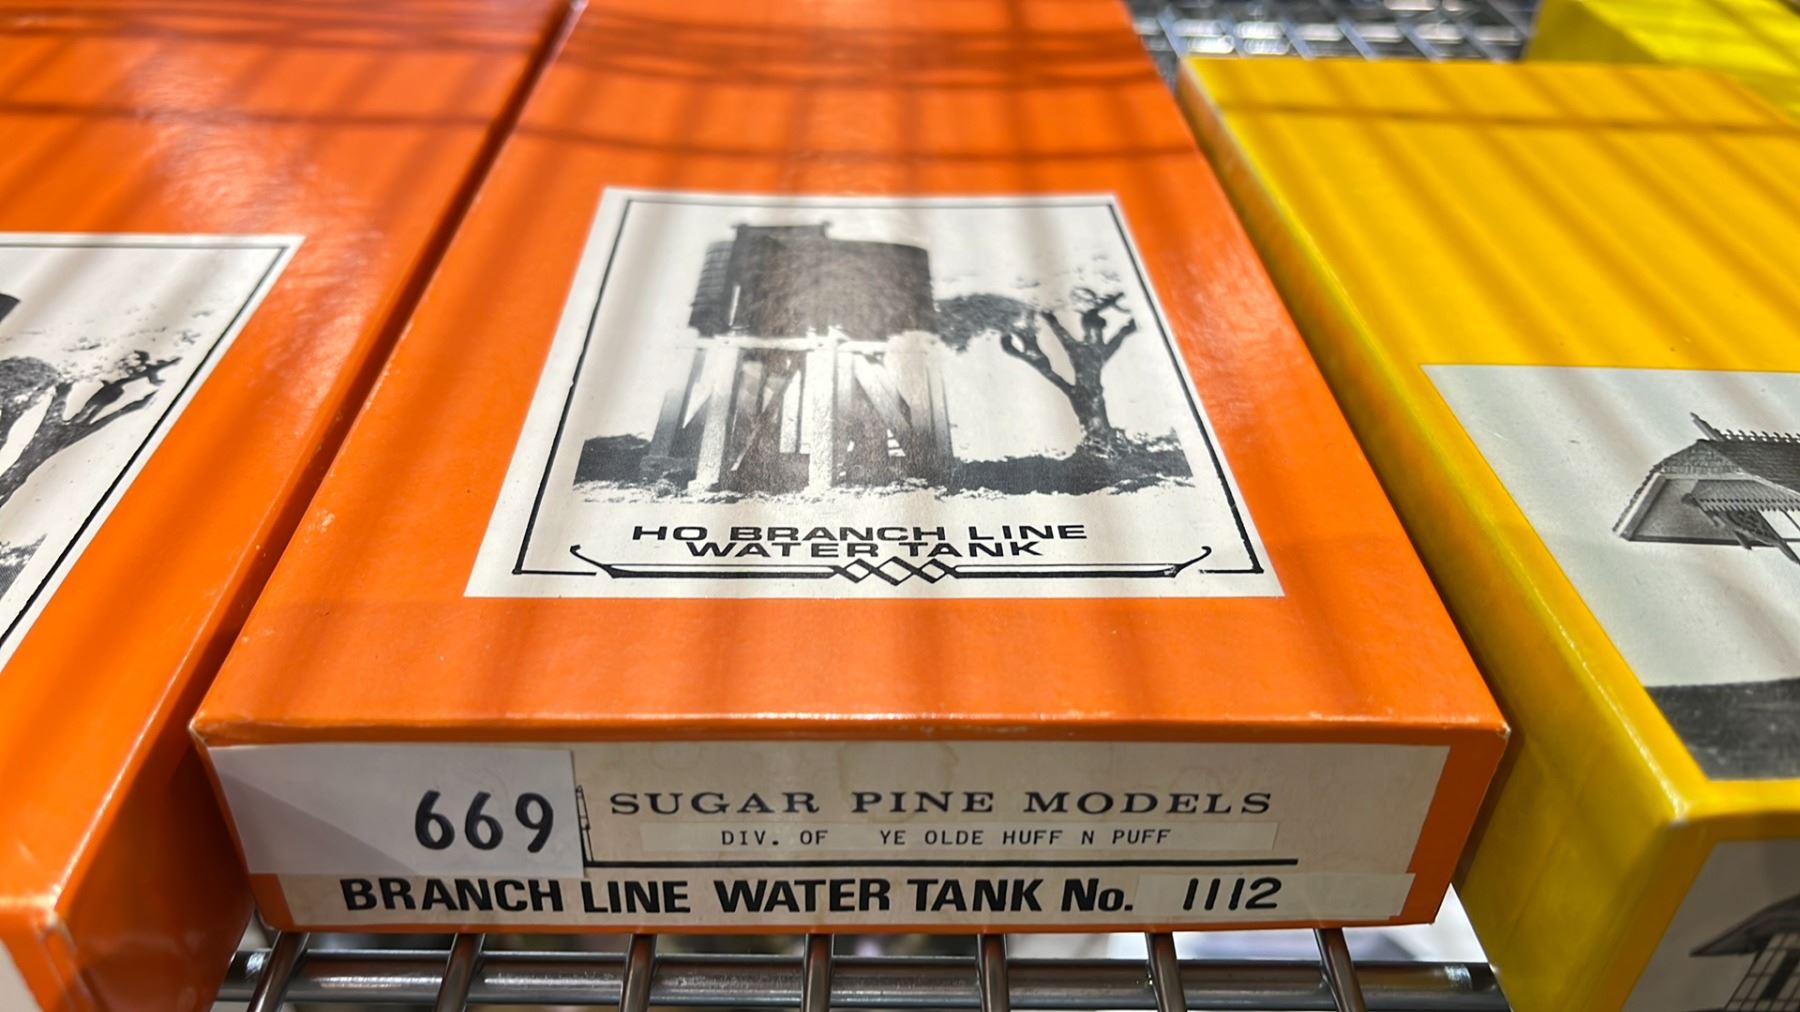 HO BRANCH LINE
WATER TANK
669
SUGAR PINE MODELS
DIV. OF YE OLDE HUFF N PUFF
BRANCH LINE WATER TANK No. 1112